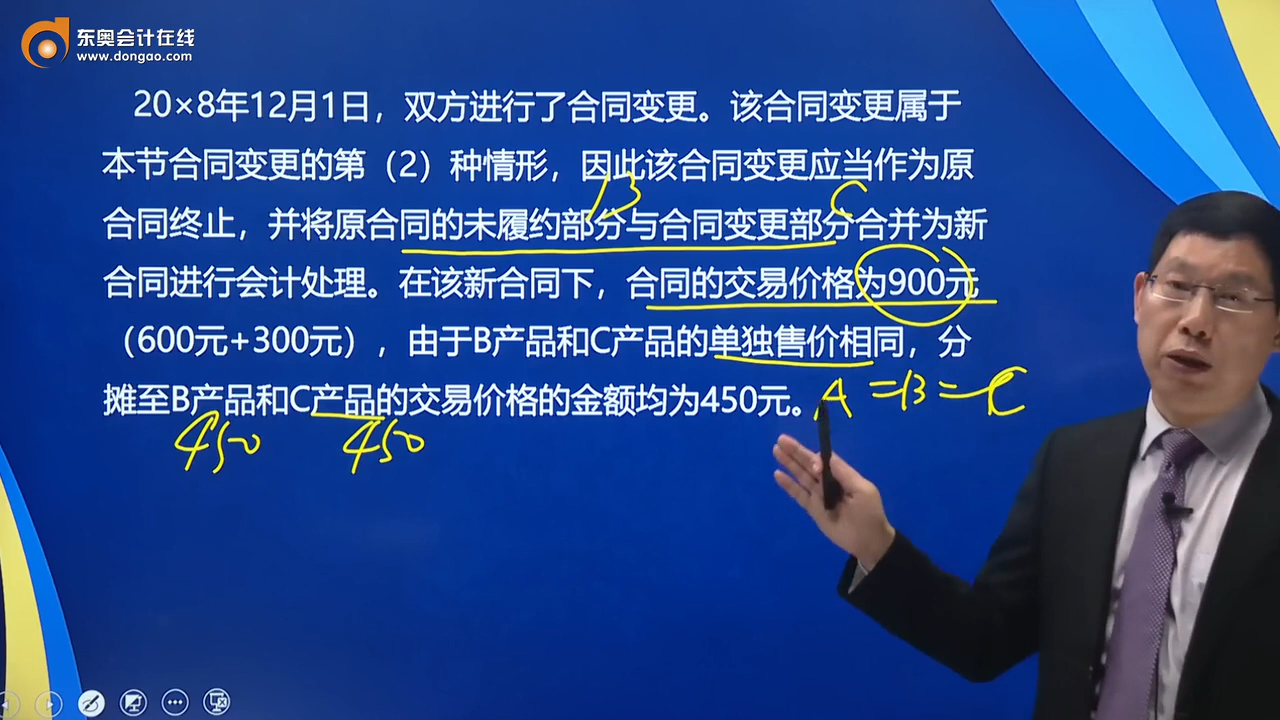 东奥会计在线
www.dongao.com
20×8年12月1日，双方进行了合同变更。该合同变更属于
本节合同变更的第（2）种情形，因此该合同变更应当作为原
B C
合同终止，并将原合同的未履约部分与合同变更部分合并为新
合同进行会计处理。在该新合同下，合同的交易价格为900元
（600元+300元），由于B产品和C产品的单独售价相同，分
摊至B产品和C产品的交易价格的金额均为450元。
A=B=C
450 450